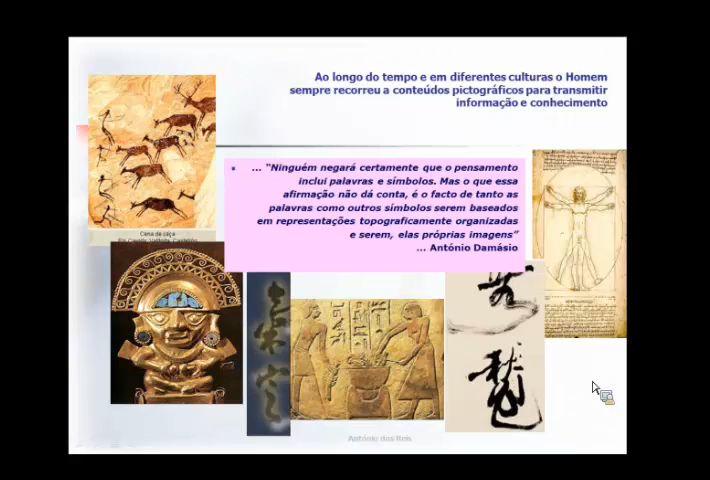 Ao longo do tempo e em diferentes culturas o Homem
sempre recorreu a conteúdos pictográficos para transmitir
informação e conhecimento
... "Ninguém negará certamente que o pensamento
inclui palavras e símbolos. Mas o que essa
afirmação não dá conta, é o facto de tanto as
palavras como outros símbolos serem baseados
em representações topograficamente organizadas
e serem, elas próprias imagens"
... António Damásio
Cena de caça
António dos Reis